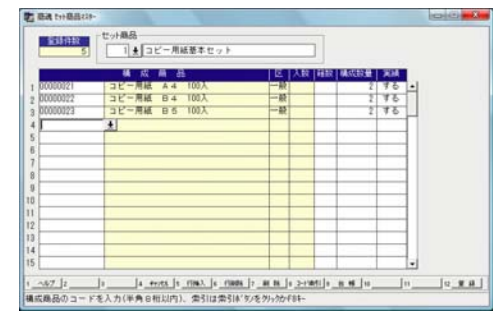 商魂 セット商品マスター
登録件数
5
セット商品
1 コピー用紙基本セット
構 成 商 品 区 入数 箱数 構成数量 実績
1 00000021 コピー用紙 A4 100入 一般 2 する
2 00000022 コピー用紙 B4 100入 一般 2 する
3 00000023 コピー用紙 B5 100入 一般 2 する
4
5
6
7
8
9
10
11
12
13
14
15
1 ヘルプ 2 3 4 キャンセル 5 行挿入 6 行削除 7 削 除 8 コード索引 9 10 11 12 登 録
構成商品のコードを入力(半角8桁以内)、索引は索引ボタンをクリックかF8キー